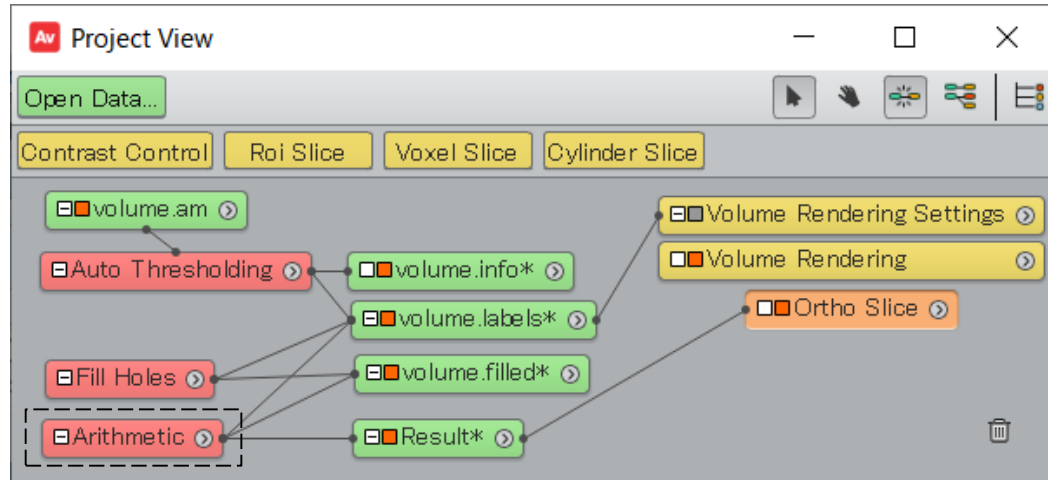 Av Project View
Open Data...
Contrast Control Roi Slice Voxel Slice Cylinder Slice
volume.am
Volume Rendering Settings
Auto Thresholding volume.info* Volume Rendering
volume.labels* Ortho Slice
Fill Holes volume.filled*
Arithmetic Result*